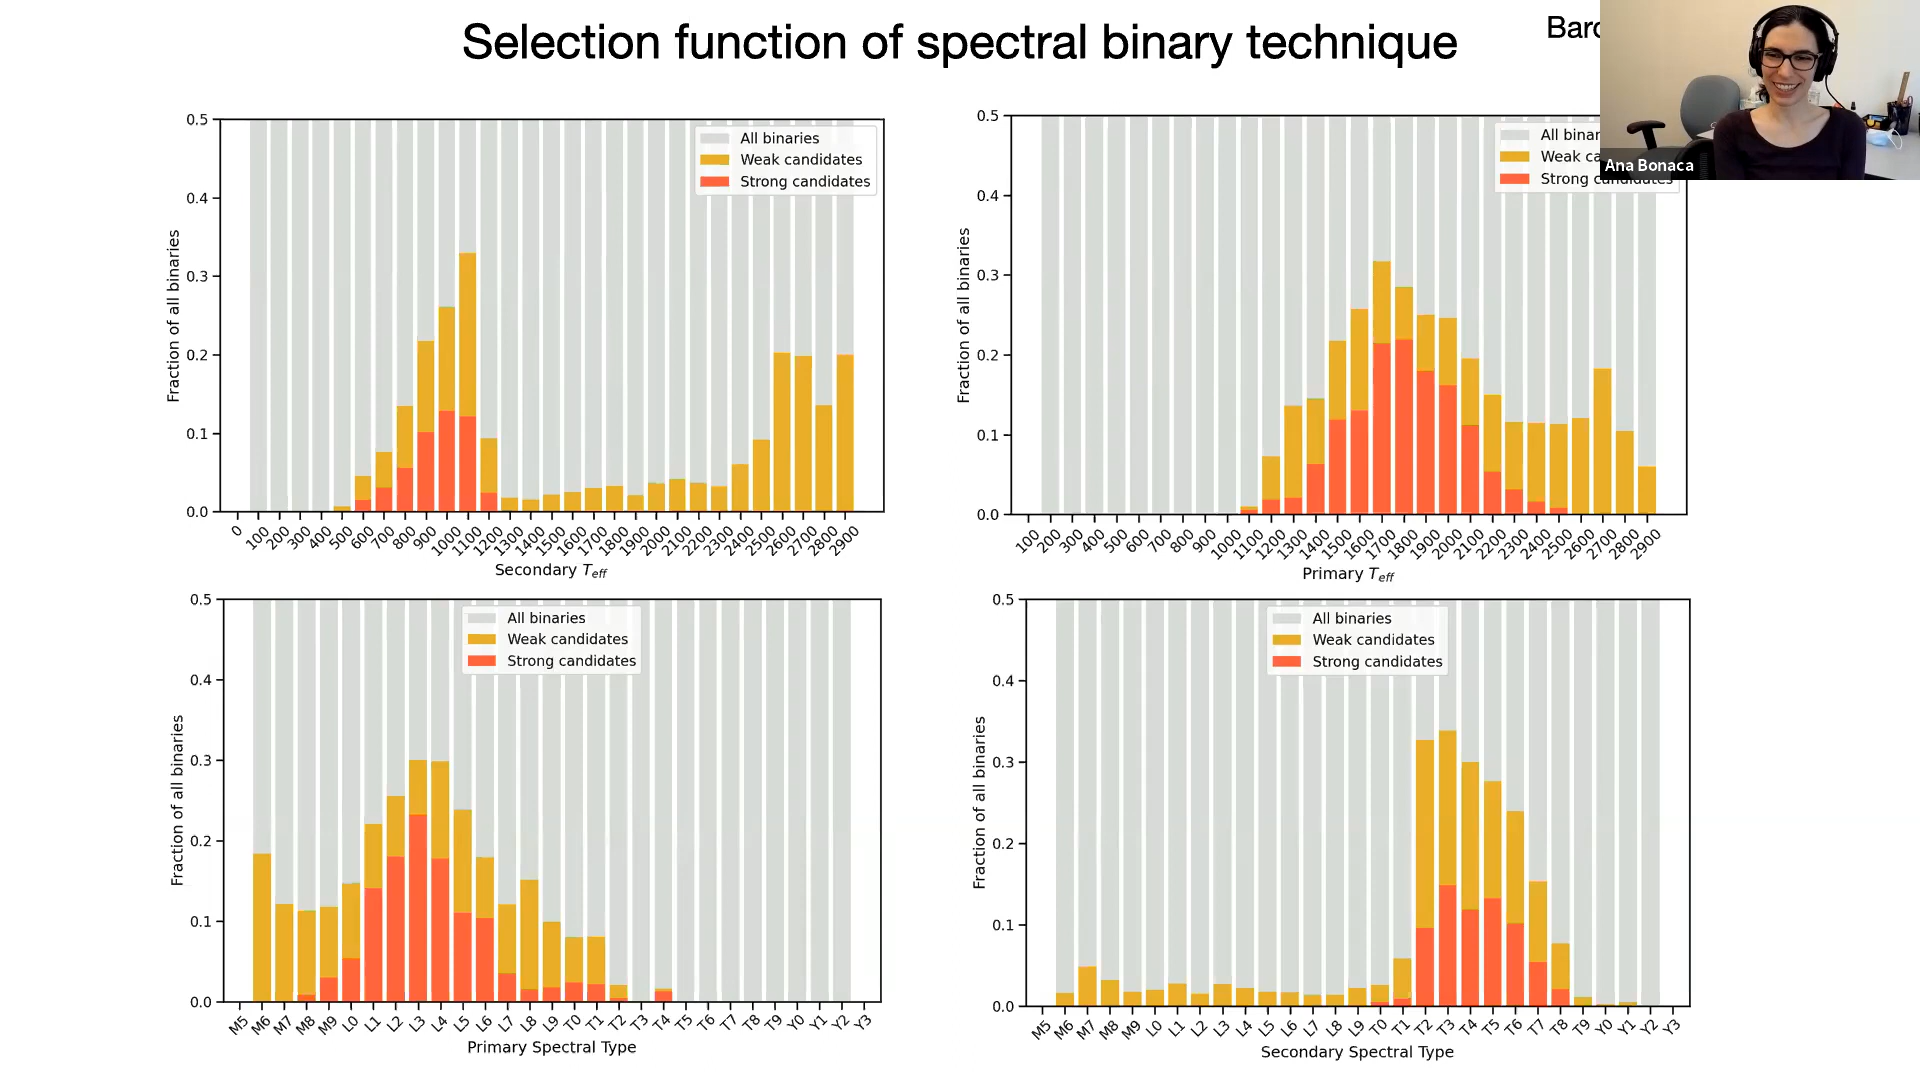 Selection function of spectral binary technique
Ana Bonaca
0.5
0.4
0.3
0.2
0.1
0.0
Fraction of all binaries
All binaries
Weak candidates
Strong candidates
0 100 200 300 400 500 600 700 800 900 1000 1100 1200 1300 1400 1500 1600 1700 1800 1900 2000 2100 2200 2300 2400 2500 2600 2700 2800 2900
Secondary Teff
0.5
0.4
0.3
0.2
0.1
0.0
Fraction of all binaries
All
Weak
Strong candidates
100 200 300 400 500 600 700 800 900 1000 1100 1200 1300 1400 1500 1600 1700 1800 1900 2000 2100 2200 2300 2400 2500 2600 2700 2800 2900
Primary Teff
0.5
0.4
0.3
0.2
0.1
0.0
Fraction of all binaries
All binaries
Weak candidates
Strong candidates
M5 M6 M7 M8 M9 L0 L1 L2 L3 L4 L5 L6 L7 L8 L9 T0 T1 T2 T3 T4 T5 T6 T7 T8 T9 Y0 Y1 Y2 Y3
Primary Spectral Type
0.5
0.4
0.3
0.2
0.1
0.0
Fraction of all binaries
All binaries
Weak candidates
Strong candidates
M5 M6 M7 M8 M9 L0 L1 L2 L3 L4 L5 L6 L7 L8 L9 T0 T1 T2 T3 T4 T5 T6 T7 T8 T9 Y0 Y1 Y2 Y3
Secondary Spectral Type